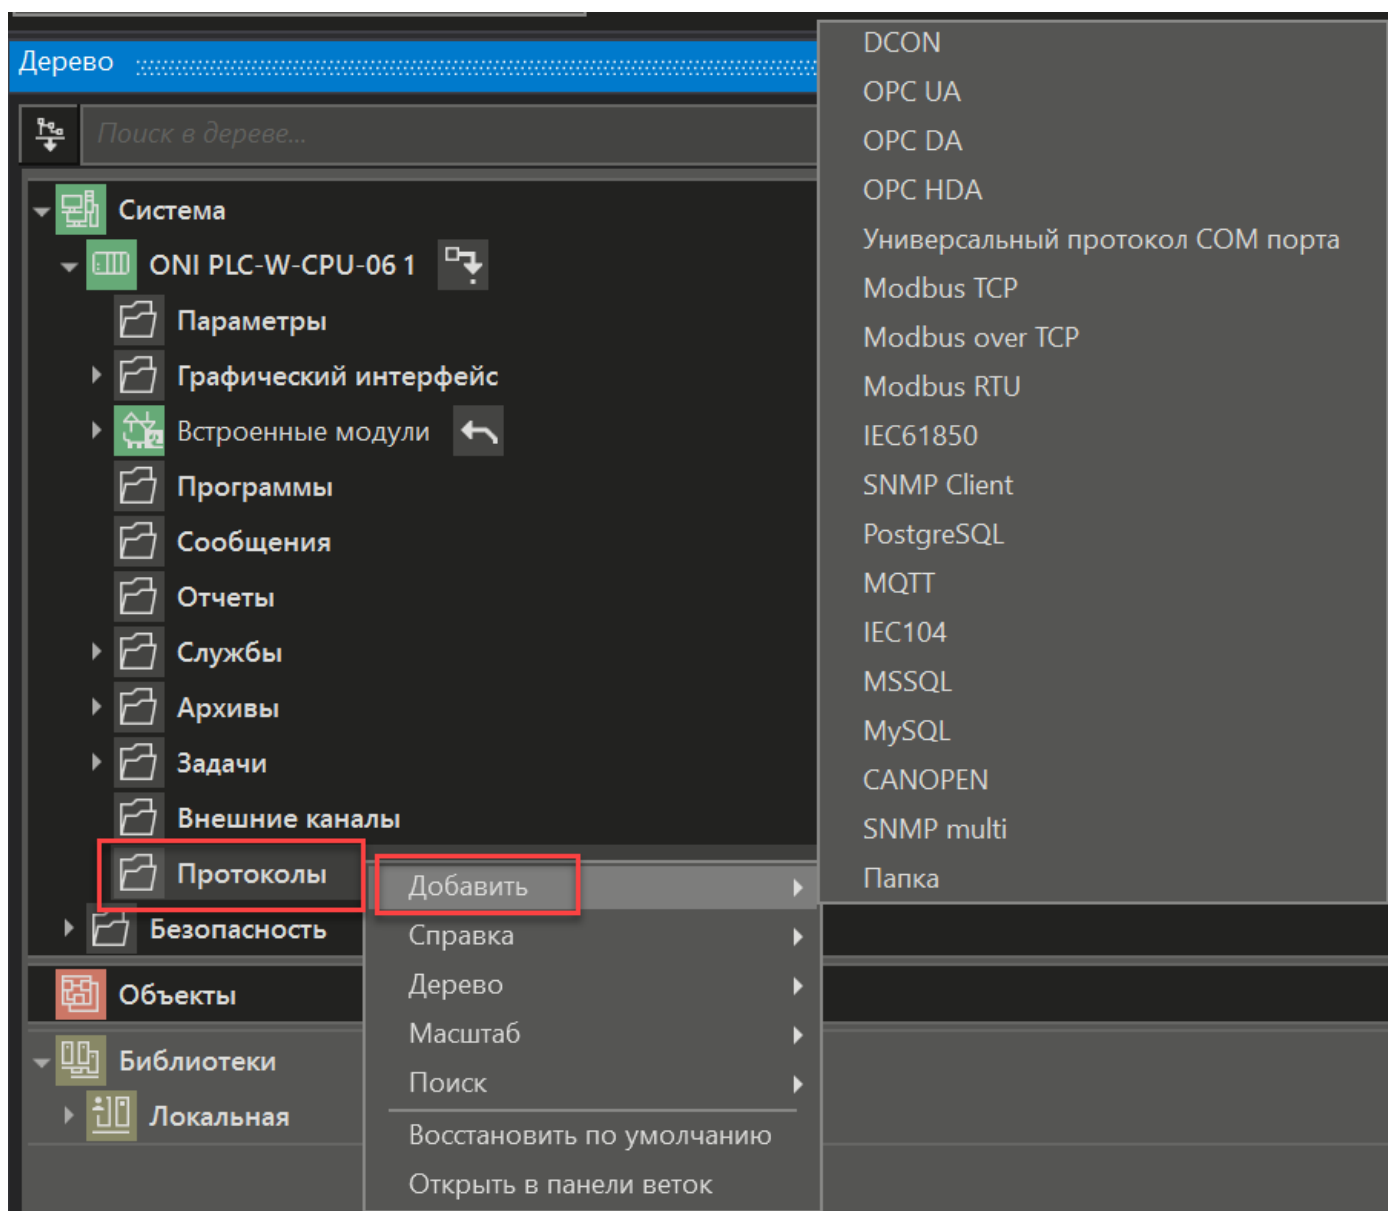 Дерево
Поиск в дереве...
Система
ONI PLC-W-CPU-06 1
Параметры
Графический интерфейс
Встроенные модули
Программы
Сообщения
Отчеты
Службы
Архивы
Задачи
Внешние каналы
Протоколы
Безопасность
Объекты
Библиотеки
Локальная
Добавить
Справка
Дерево
Масштаб
Поиск
Восстановить по умолчанию
Открыть в панели веток
DCON
OPC UA
OPC DA
OPC HDA
Универсальный протокол COM порта
Modbus TCP
Modbus over TCP
Modbus RTU
IEC61850
SNMP Client
PostgreSQL
MQTT
IEC104
MSSQL
MySQL
CANOPEN
SNMP multi
Папка